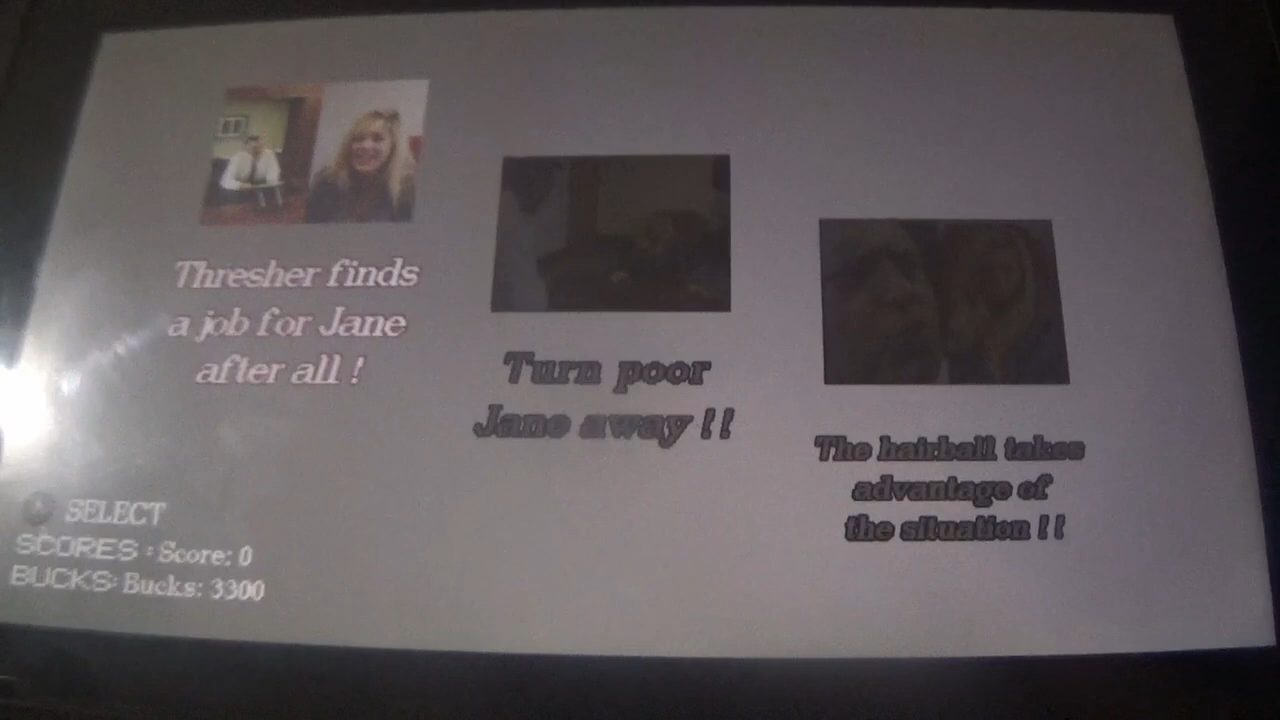 Thresher finds
a job for Jane
after all !
Turn poor
Jane away !!
The hairball takes
advantage of
the situation !!
A SELECT
SCORES : Score: 0
BUCKS: Bucks: 3300